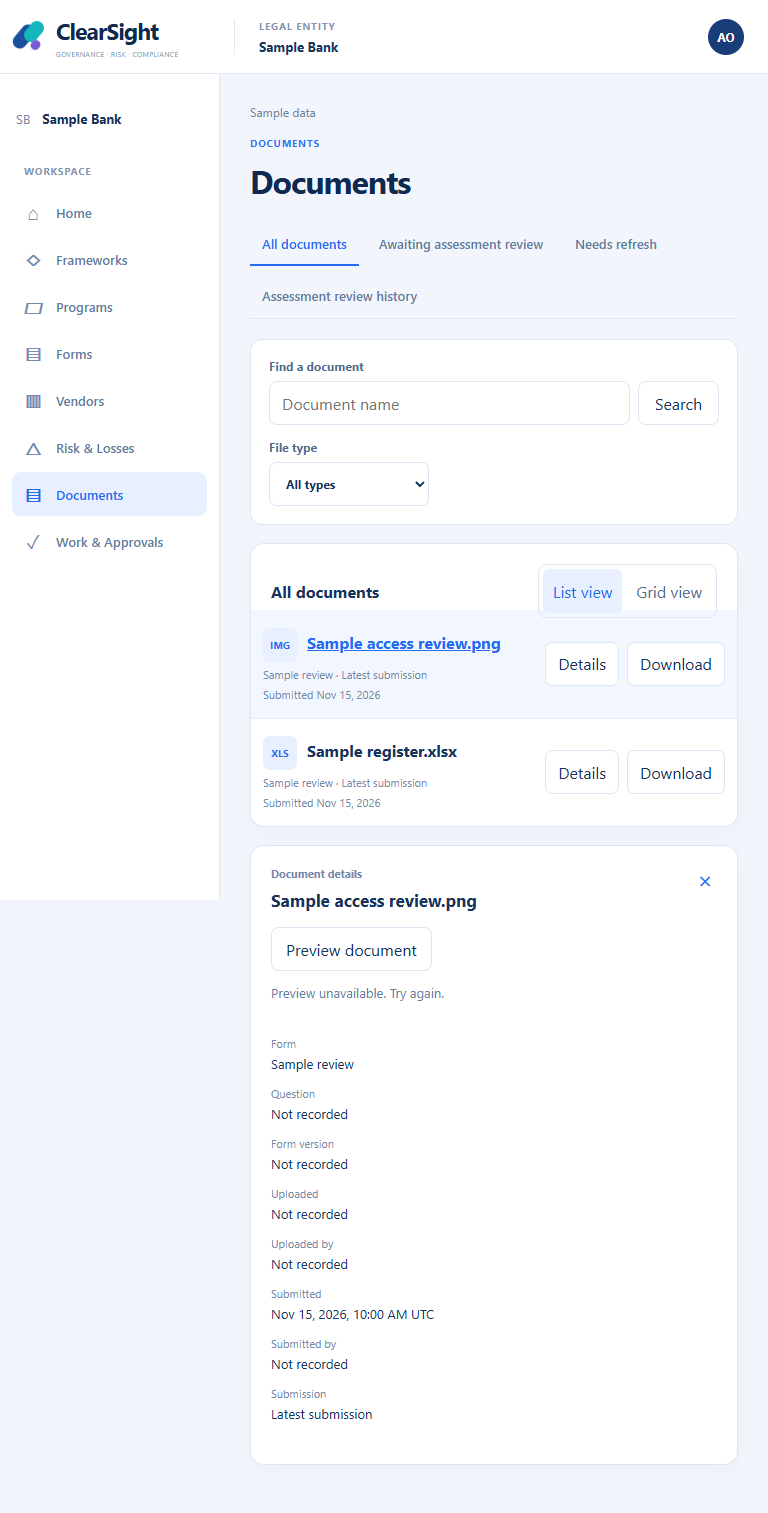 ClearSight
GOVERNANCE · RISK · COMPLIANCE
LEGAL ENTITY
Sample Bank
AO
SB Sample Bank
WORKSPACE
Home
Frameworks
Programs
Forms
Vendors
Risk & Losses
Documents
Work & Approvals
Sample data
DOCUMENTS
Documents
All documents Awaiting assessment review Needs refresh
Assessment review history
Find a document
Document name Search
File type
All types
All documents List view Grid view
IMG Sample access review.png
Sample review · Latest submission
Submitted Nov 15, 2026
Details Download
XLS Sample register.xlsx
Sample review · Latest submission
Submitted Nov 15, 2026
Details Download
Document details
Sample access review.png
Preview document
Preview unavailable. Try again.
Form
Sample review
Question
Not recorded
Form version
Not recorded
Uploaded
Not recorded
Uploaded by
Not recorded
Submitted
Nov 15, 2026, 10:00 AM UTC
Submitted by
Not recorded
Submission
Latest submission